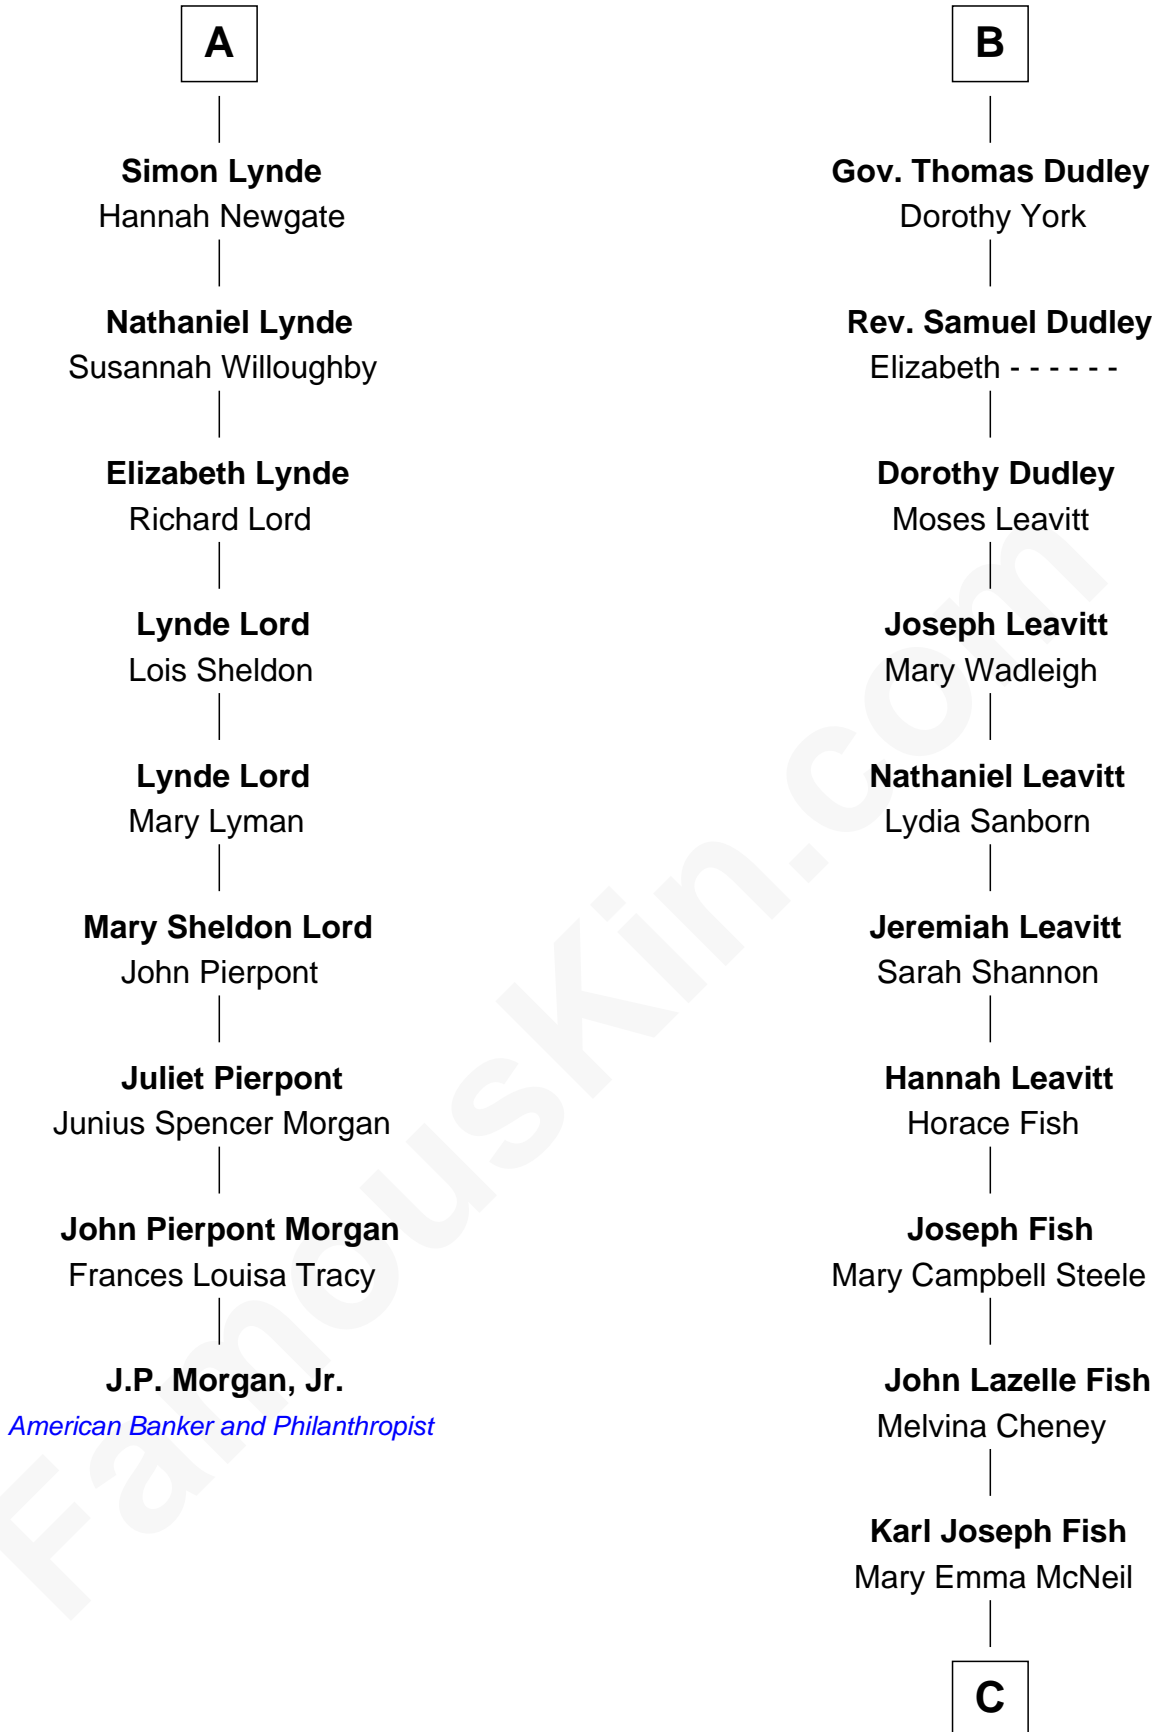 A
Simon Lynde
Hannah Newgate
Nathaniel Lynde
Susannah Willoughby
Elizabeth Lynde
Richard Lord
Lynde Lord
Lois Sheldon
Lynde Lord
Mary Lyman
Mary Sheldon Lord
John Pierpont
Juliet Pierpont
Junius Spencer Morgan
John Pierpont Morgan
Frances Louisa Tracy
J.P. Morgan, Jr.
American Banker and Philanthropist
B
Gov. Thomas Dudley
Dorothy York
Rev. Samuel Dudley
Elizabeth - - - - - -
Dorothy Dudley
Moses Leavitt
Joseph Leavitt
Mary Wadleigh
Nathaniel Leavitt
Lydia Sanborn
Jeremiah Leavitt
Sarah Shannon
Hannah Leavitt
Horace Fish
Joseph Fish
Mary Campbell Steele
John Lazelle Fish
Melvina Cheney
Karl Joseph Fish
Mary Emma McNeil
C
FamousKin.com